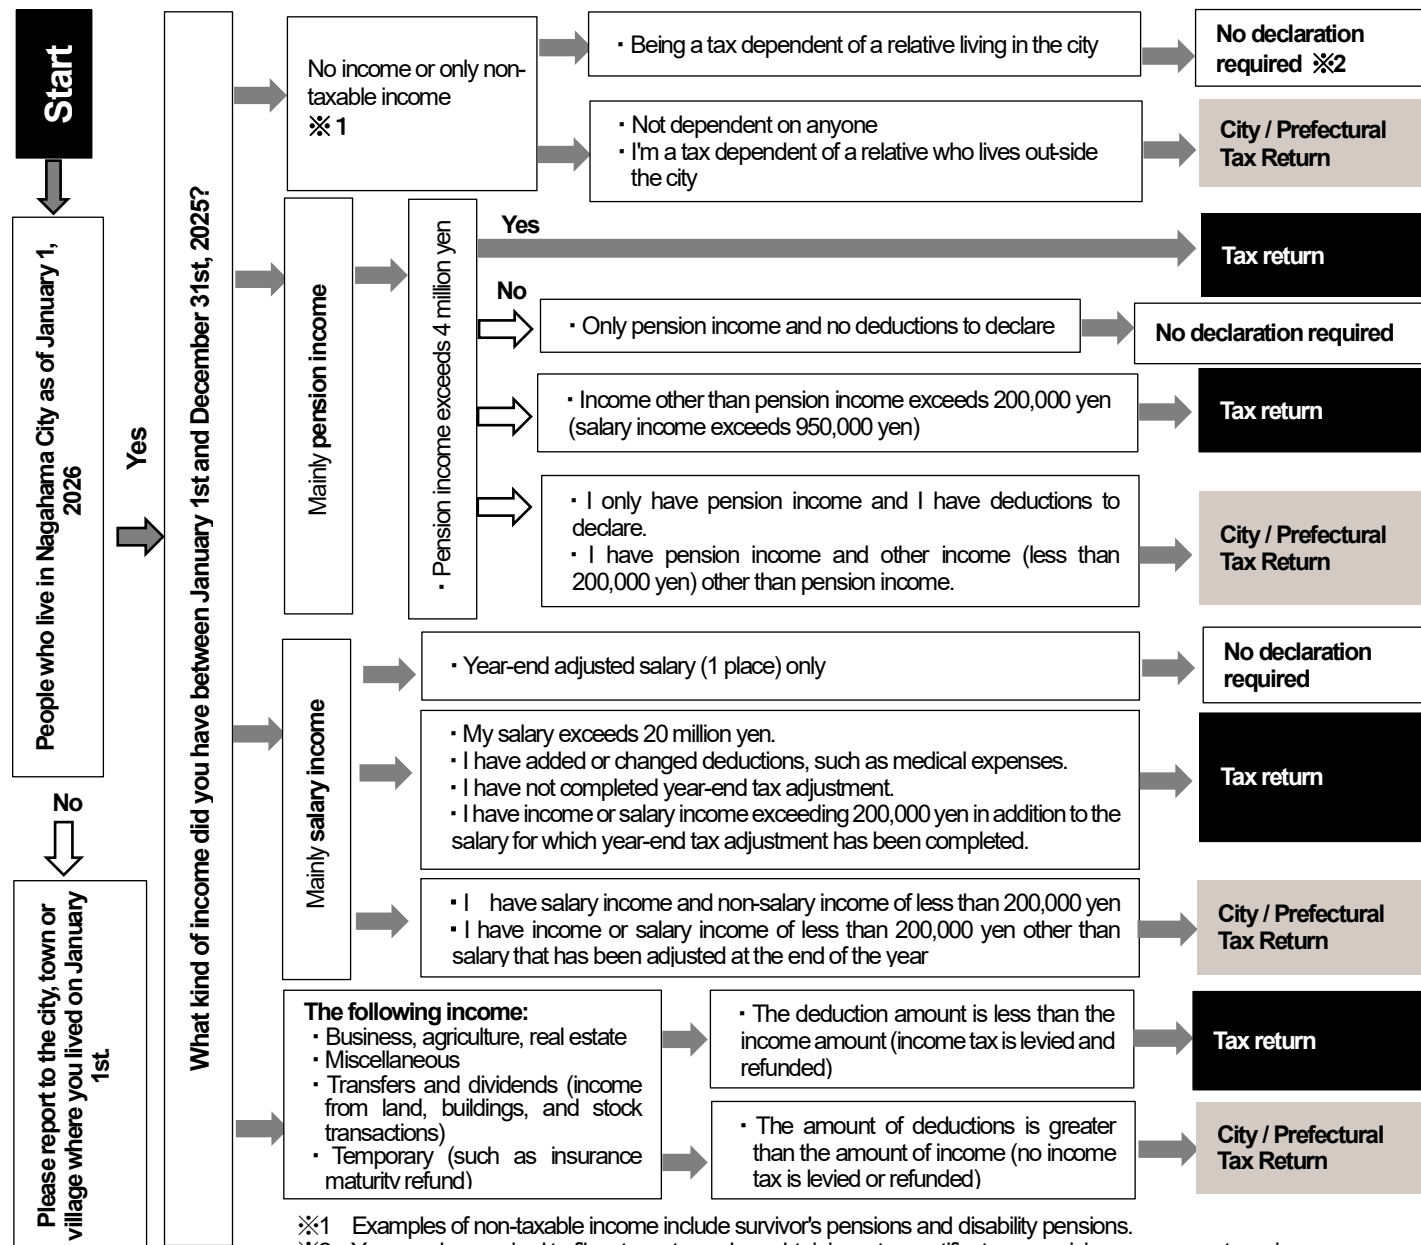 Start
People who live in Nagahama City as of January 1,
2026
Yes
No
Please report to the city, town or
village where you lived on January
1st.
What kind of income did you have between January 1st and December 31st, 2025?
No income or only non-
taxable income
※1
・Being a tax dependent of a relative living in the city
No declaration
required ※2
・Not dependent on anyone
・I'm a tax dependent of a relative who lives out-side
the city
City / Prefectural
Tax Return
Mainly pension income
・Pension income exceeds 4 million yen
Yes
Tax return
No
・Only pension income and no deductions to declare
No declaration required
・Income other than pension income exceeds 200,000 yen
(salary income exceeds 950,000 yen)
Tax return
・I only have pension income and I have deductions to
declare.
・I have pension income and other income (less than
200,000 yen) other than pension income.
City / Prefectural
Tax Return
Mainly salary income
・Year-end adjusted salary (1 place) only
No declaration
required
・My salary exceeds 20 million yen.
・I have added or changed deductions, such as medical expenses.
・I have not completed year-end tax adjustment.
・I have income or salary income exceeding 200,000 yen in addition to the
salary for which year-end tax adjustment has been completed.
Tax return
・I have salary income and non-salary income of less than 200,000 yen
・I have income or salary income of less than 200,000 yen other than
salary that has been adjusted at the end of the year
City / Prefectural
Tax Return
The following income:
・Business, agriculture, real estate
・Miscellaneous
・Transfers and dividends (income
from land, buildings, and stock
transactions)
・Temporary (such as insurance
maturity refund)
・The deduction amount is less than the
income amount (income tax is levied and
refunded)
Tax return
・The amount of deductions is greater
than the amount of income (no income
tax is levied or refunded)
City / Prefectural
Tax Return
※1 Examples of non-taxable income include survivor's pensions and disability pensions.